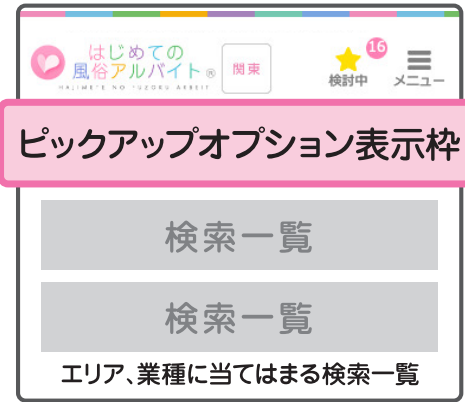 はじめての
風俗アルバイト®
HAJIMETE NO FUZOKU ARBEIT
関東
16
検討中
メニュー
ピックアップオプション表示枠
検索一覧
検索一覧
エリア、業種に当てはまる検索一覧